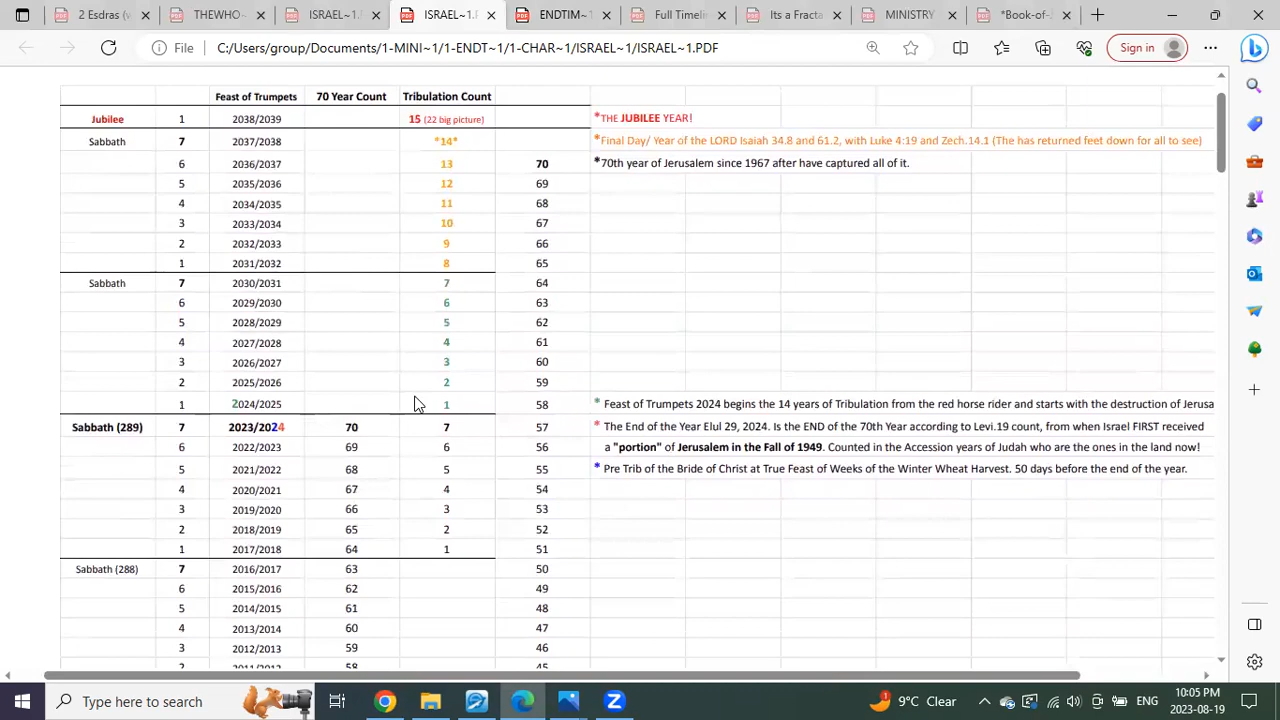 2 Esdras (v
THEWHO
ISRAEL~1.
ISRAEL~1.P
ENDTIM~
Full Timelin
Its a Fracta
MINISTRY
*Book-of-
File
C:/Users/group/Documents/1-MINI~1/1-ENDT~1/1-CHAR~1/ISRAEL~1/ISRAEL~1.PDF
Sign in
Feast of Trumpets 70 Year Count Tribulation Count
Jubilee 1 2038/2039 15 (22 big picture) *THE JUBILEE YEAR!
Sabbath 7 2037/2038 *14* *Final Day/ Year of the LORD Isaiah 34.8 and 61.2, with Luke 4:19 and Zech.14.1 (The has returned feet down for all to see)
6 2036/2037 13 70 *70th year of Jerusalem since 1967 after have captured all of it.
5 2035/2036 12 69
4 2034/2035 11 68
3 2033/2034 10 67
2 2032/2033 9 66
1 2031/2032 8 65
Sabbath 7 2030/2031 7 64
6 2029/2030 6 63
5 2028/2029 5 62
4 2027/2028 4 61
3 2026/2027 3 60
2 2025/2026 2 59
1 2024/2025 1 58 * Feast of Trumpets 2024 begins the 14 years of Tribulation from the red horse rider and starts with the destruction of Jerusa
Sabbath (289) 7 2023/2024 70 7 57 * The End of the Year Elul 29, 2024. Is the END of the 70th Year according to Levi.19 count, from when Israel FIRST received
6 2022/2023 69 6 56 a "portion" of Jerusalem in the Fall of 1949. Counted in the Accession years of Judah who are the ones in the land now!
5 2021/2022 68 5 55 * Pre Trib of the Bride of Christ at True Feast of Weeks of the Winter Wheat Harvest. 50 days before the end of the year.
4 2020/2021 67 4 54
3 2019/2020 66 3 53
2 2018/2019 65 2 52
1 2017/2018 64 1 51
Sabbath (288) 7 2016/2017 63 50
6 2015/2016 62 49
5 2014/2015 61 48
4 2013/2014 60 47
3 2012/2013 59 46
2 2011/2012 58 45
Type here to search
1
9°C Clear
ENG
10:05 PM
2023-08-19